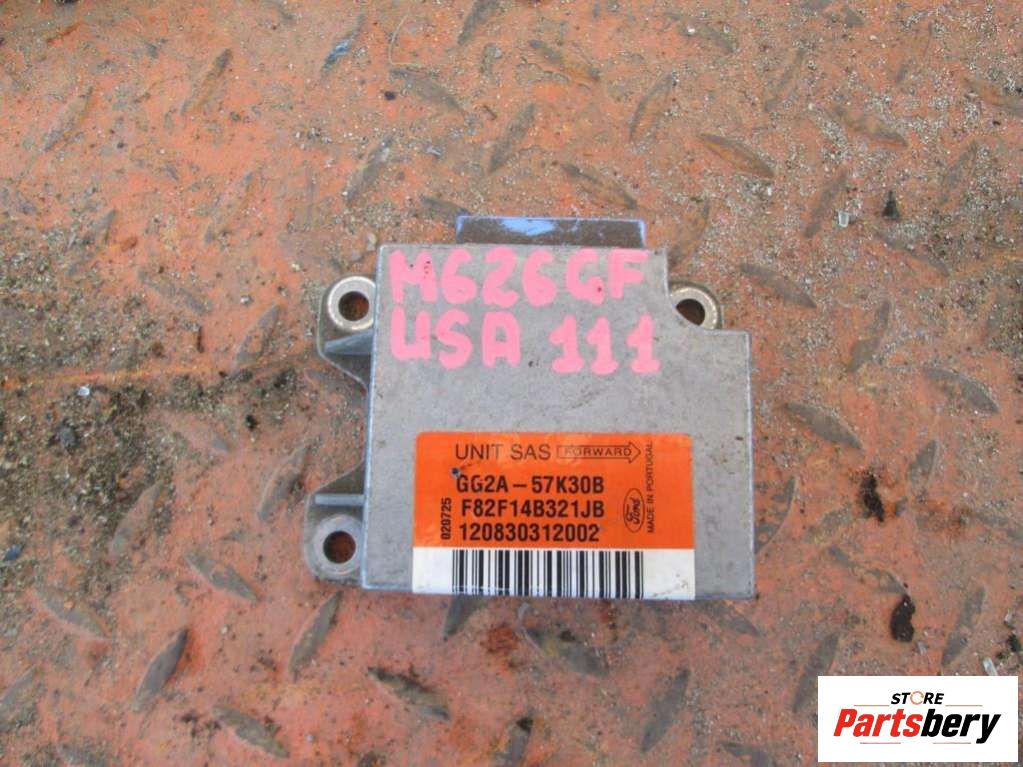 M626GF
USA 111
UNIT SAS FORWARD
GG2A-57K30B
F82F14B321JB
120830312002
020725
Ford
MADE IN PORTUGAL
STORE
Partsbery